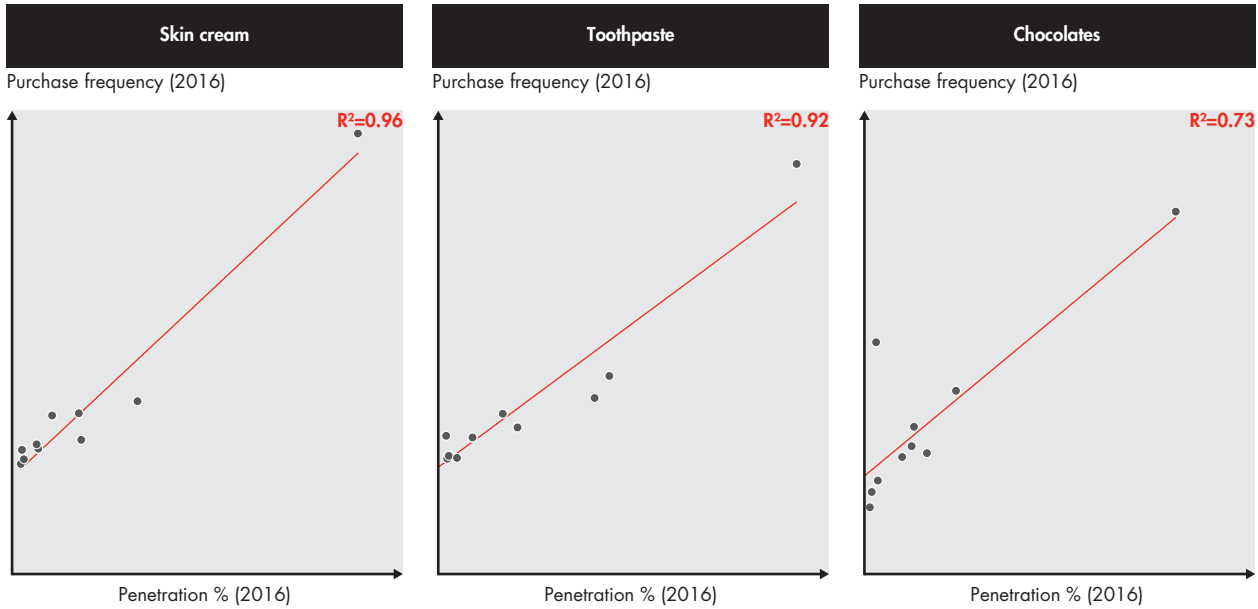 Skin cream
Purchase frequency (2016)
R²=0.96
Penetration % (2016)
Toothpaste
Purchase frequency (2016)
R²=0.92
Penetration % (2016)
Chocolates
Purchase frequency (2016)
R²=0.73
Penetration % (2016)